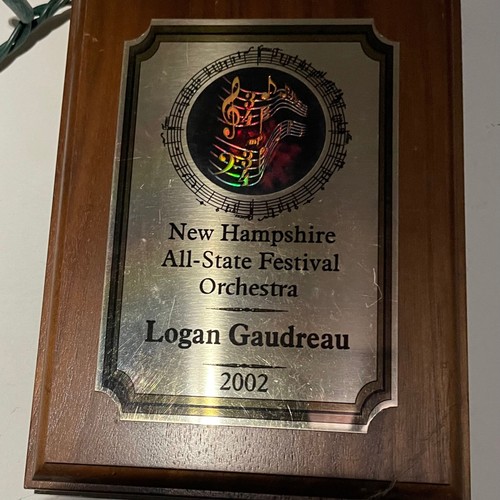 New Hampshire
All-State Festival
Orchestra
Logan Gaudreau
2002